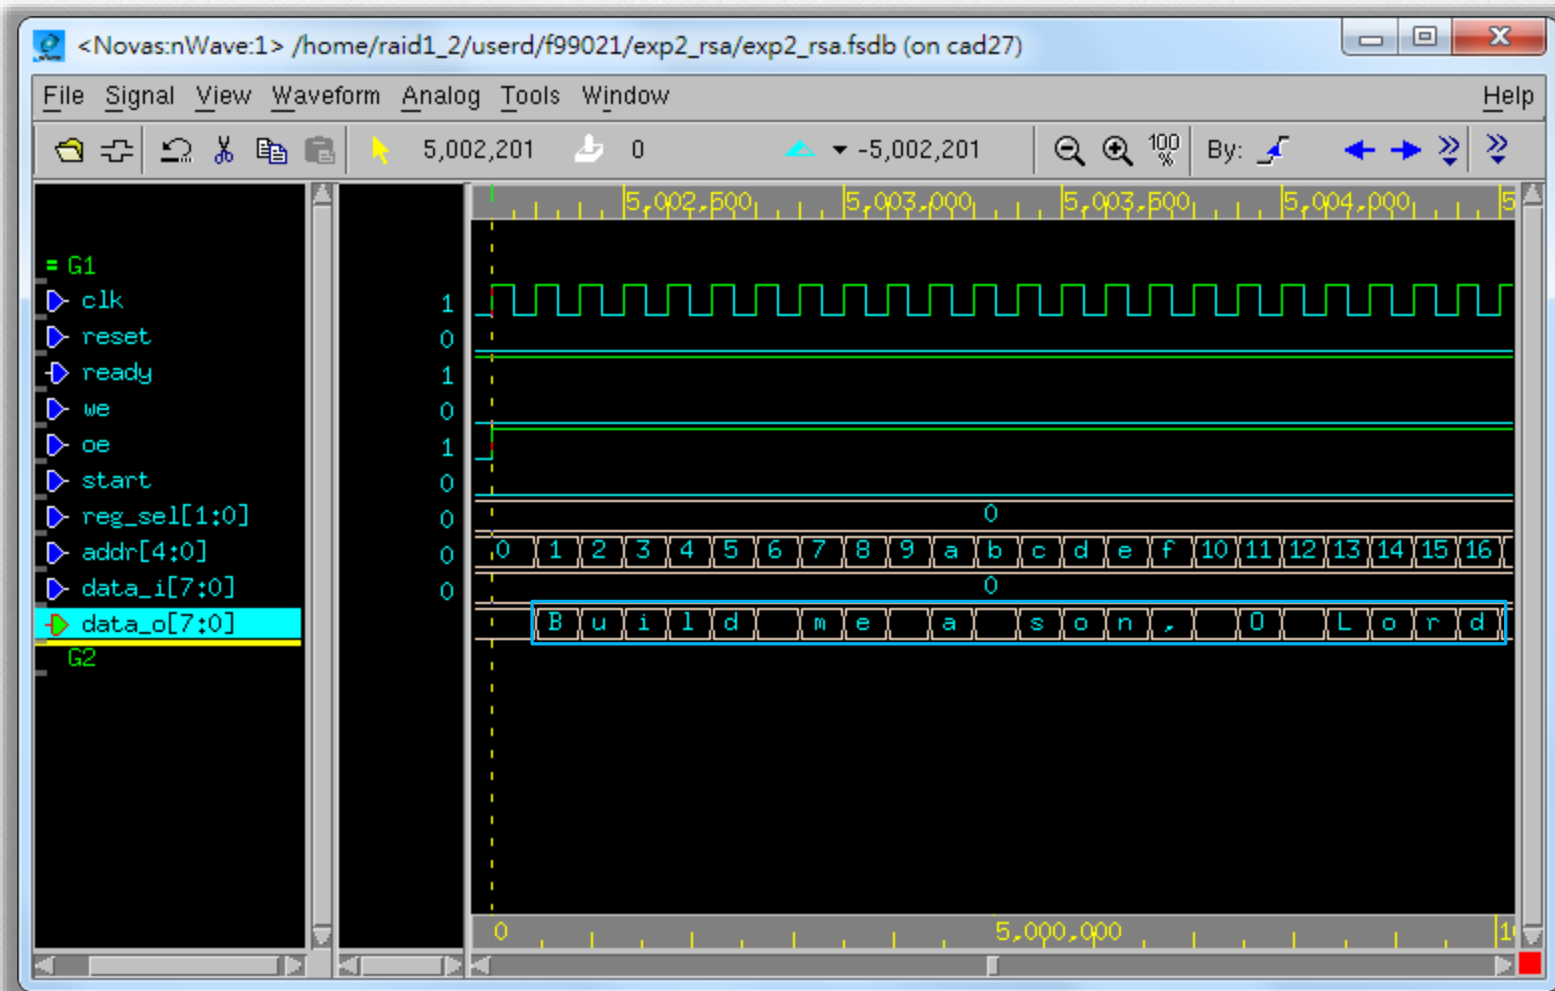 <Novas:nWave:1> /home/raid1_2/userd/f99021/exp2_rsa/exp2_rsa.fsdb (on cad27)
File Signal View Waveform Analog Tools Window Help
5,002,201 0 -5,002,201 100 % By:
5,002,500 5,003,000 5,003,500 5,004,000 5
= G1
clk 1
reset 0
ready 1
we 0
oe 1
start 0
reg_sel[1:0] 0 0
addr[4:0] 0 0 1 2 3 4 5 6 7 8 9 a b c d e f 10 11 12 13 14 15 16
data_i[7:0] 0 0
data_o[7:0] B u i l d m e a s o n , O L o r d
G2
0 5,000,000 1